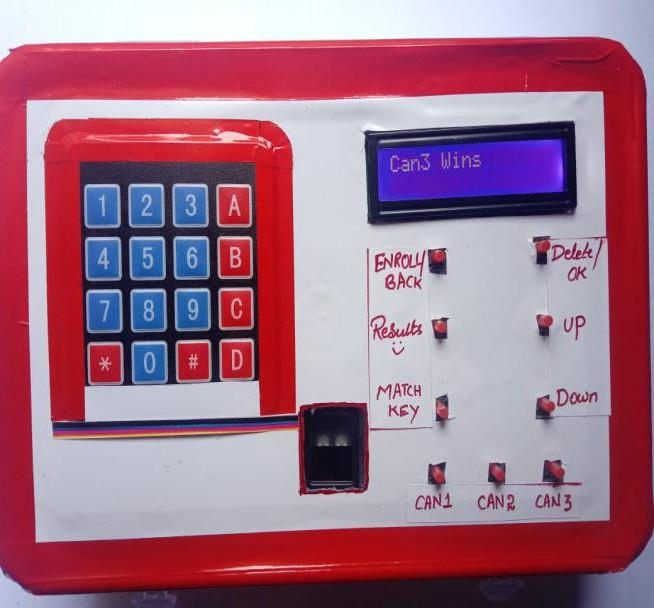 Can3 Wins
1 2 3 A
4 5 6 B
7 8 9 C
* 0 # D
ENROLL/
BACK
Results
MATCH
KEY
Delete/
OK
UP
Down
CAN1 CAN2 CAN3